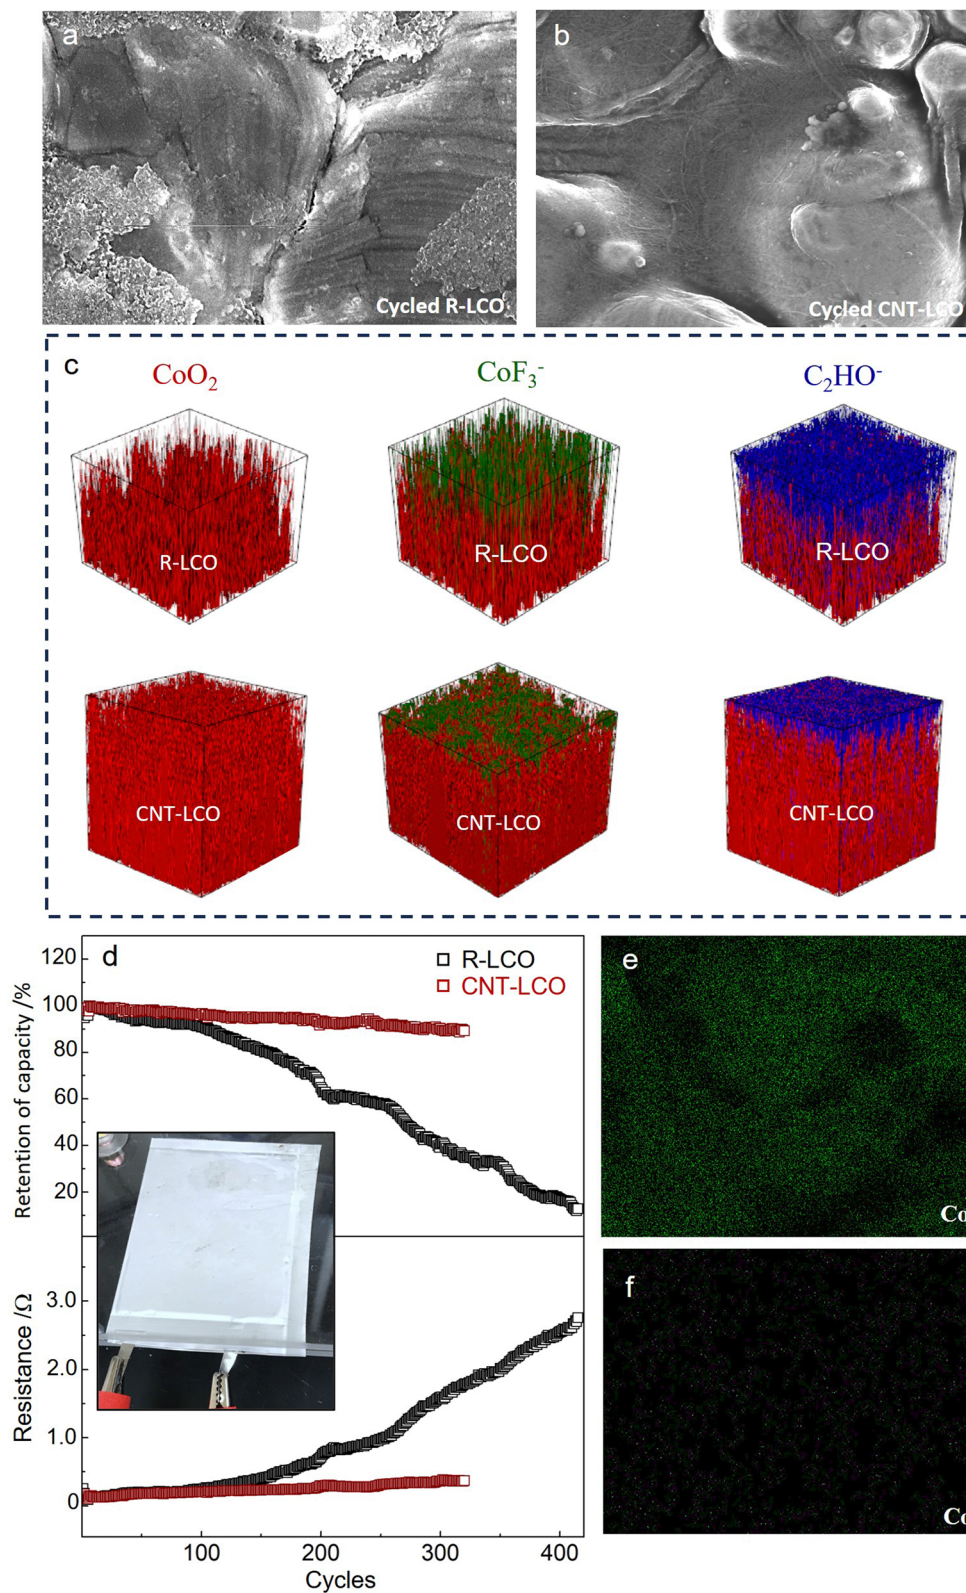 a
Cycled R-LCO
b
Cycled CNT-LCO
c
CoO₂
CoF₃⁻
C₂HO⁻
R-LCO
R-LCO
R-LCO
CNT-LCO
CNT-LCO
CNT-LCO
d
R-LCO
CNT-LCO
120
100
80
60
40
20
Retention of capacity /%
3.0
2.0
1.0
0
Resistance /Ω
100
200
300
400
Cycles
e
Co
f
Co